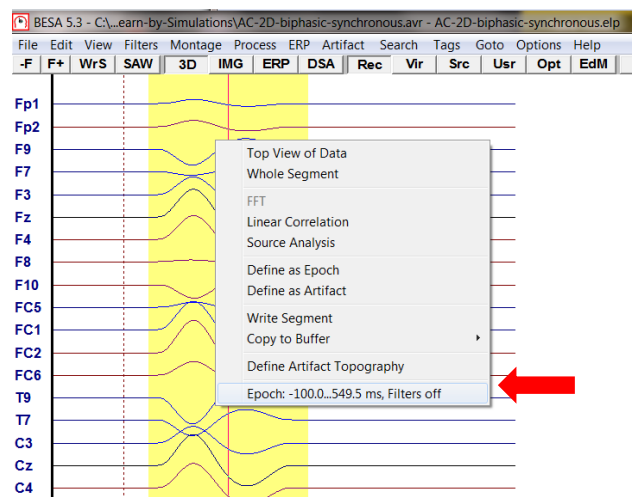 BESA 5.3 - C:\...earn-by-Simulations\AC-2D-biphasic-synchronous.avr - AC-2D-biphasic-synchronous.elp
File Edit View Filters Montage Process ERP Artifact Search Tags Goto Options Help
-F F+ WrS SAW 3D IMG ERP DSA Rec Vir Src Usr Opt EdM
Fp1
Fp2
F9
F7
F3
Fz
F4
F8
F10
FC5
FC1
FC2
FC6
T9
T7
C3
Cz
C4
Top View of Data
Whole Segment
FFT
Linear Correlation
Source Analysis
Define as Epoch
Define as Artifact
Write Segment
Copy to Buffer
Define Artifact Topography
Epoch: -100.0...549.5 ms, Filters off